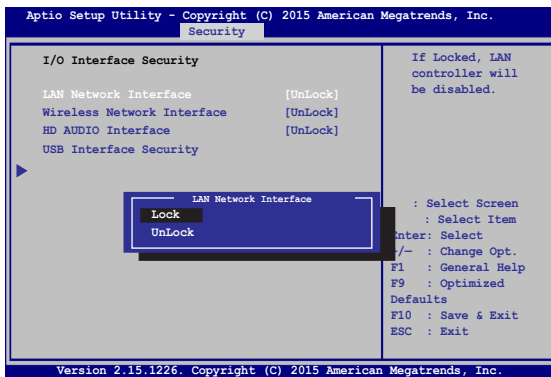 Aptio Setup Utility - Copyright (C) 2015 American Megatrends, Inc.
Security
I/O Interface Security
LAN Network Interface [UnLock]
Wireless Network Interface [UnLock]
HD AUDIO Interface [UnLock]
USB Interface Security
LAN Network Interface
Lock
UnLock
If Locked, LAN
controller will
be disabled.
: Select Screen
: Select Item
Enter: Select
+/— : Change Opt.
F1 : General Help
F9 : Optimized
Defaults
F10 : Save & Exit
ESC : Exit
Version 2.15.1226. Copyright (C) 2015 American Megatrends, Inc.